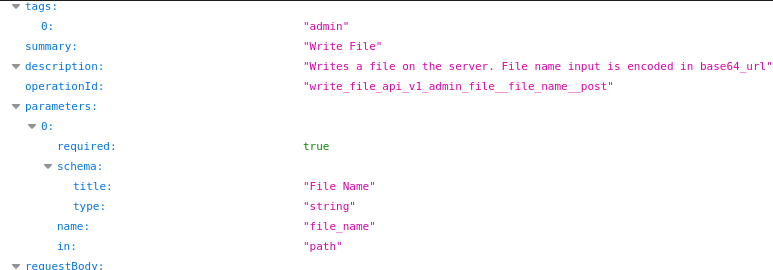 tags:
0: "admin"
summary: "Write File"
description: "Writes a file on the server. File name input is encoded in base64_url"
operationId: "write_file_api_v1_admin_file__file_name__post"
parameters:
0:
required: true
schema:
title: "File Name"
type: "string"
name: "file_name"
in: "path"
requestBody: